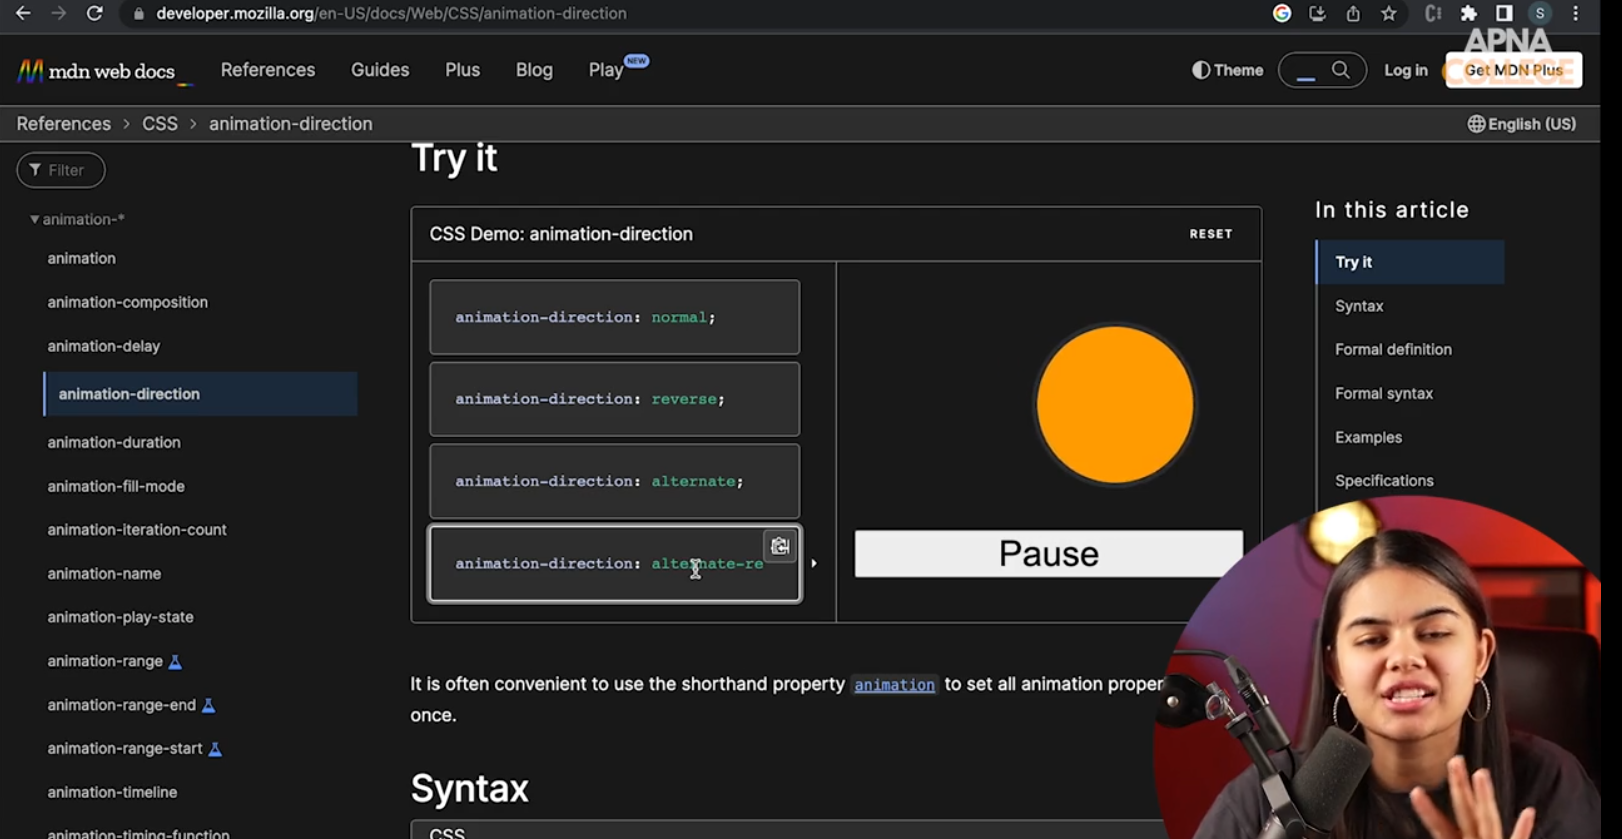 developer.mozilla.org/en-US/docs/Web/CSS/animation-direction
S
APNA
COLLEGE
mdn web docs
References
Guides
Plus
Blog
Play
NEW
Theme
Log in
Get MDN Plus
References > CSS > animation-direction
English (US)
Filter
animation-*
animation
animation-composition
animation-delay
animation-direction
animation-duration
animation-fill-mode
animation-iteration-count
animation-name
animation-play-state
animation-range
animation-range-end
animation-range-start
animation-timeline
animation-timing-function
Try it
CSS Demo: animation-direction
RESET
animation-direction: normal;
animation-direction: reverse;
animation-direction: alternate;
animation-direction: alternate-re
Pause
It is often convenient to use the shorthand property animation to set all animation proper
once.
Syntax
CSS
In this article
Try it
Syntax
Formal definition
Formal syntax
Examples
Specifications